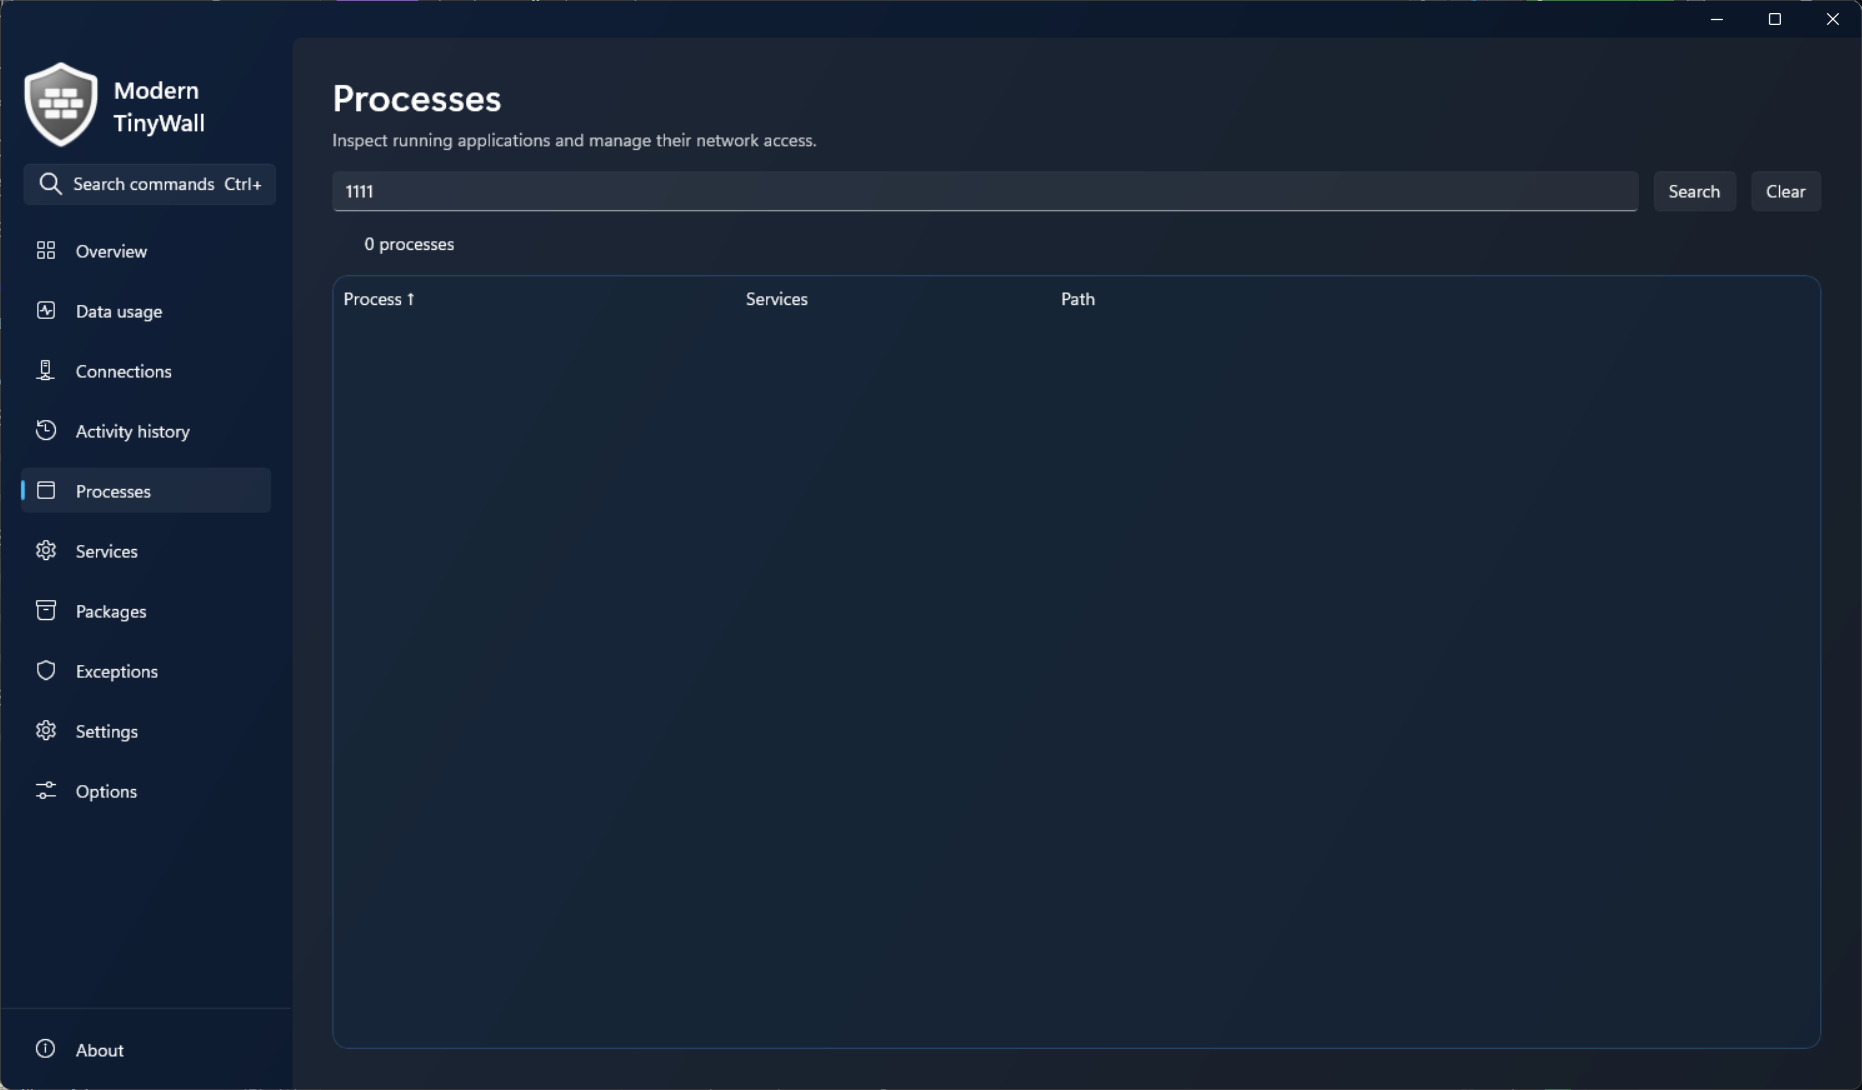 Modern
TinyWall
Search commands Ctrl+
Overview
Data usage
Connections
Activity history
Processes
Services
Packages
Exceptions
Settings
Options
About
Processes
Inspect running applications and manage their network access.
1111
Search
Clear
0 processes
Process ↑
Services
Path